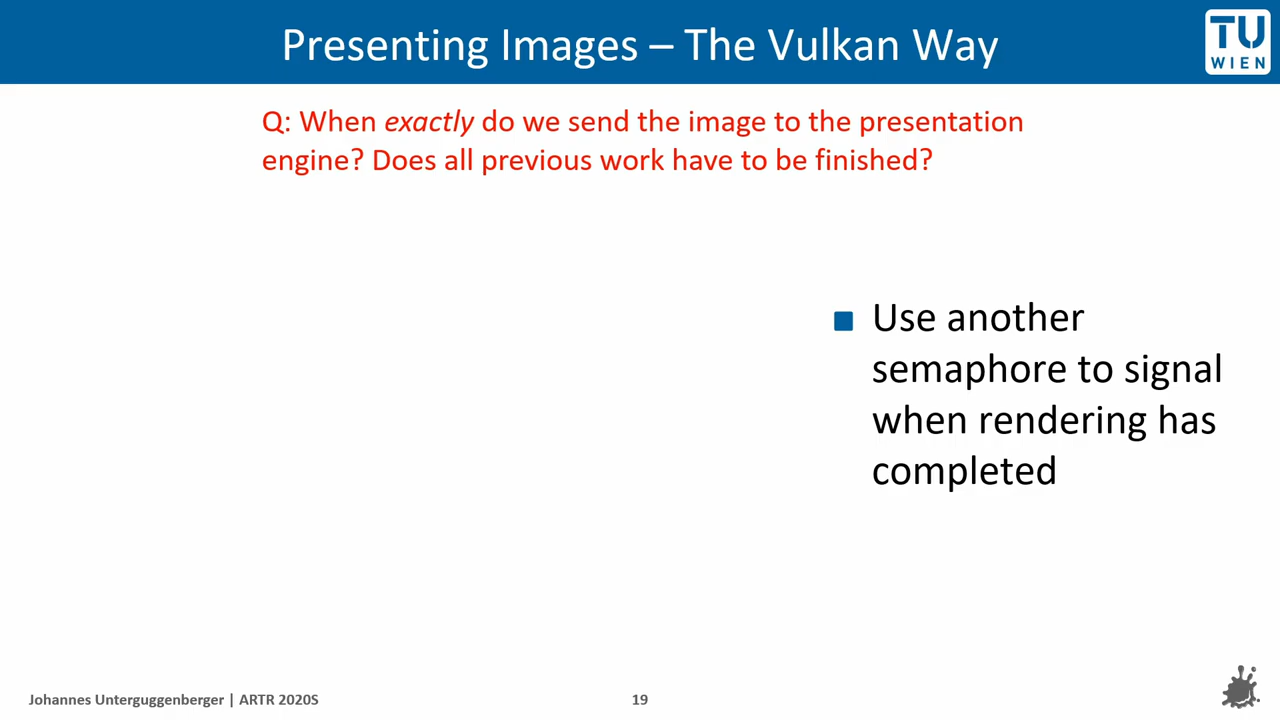 Presenting Images – The Vulkan Way
TU
WIEN
Q: When exactly do we send the image to the presentation
engine? Does all previous work have to be finished?
Use another
semaphore to signal
when rendering has
completed
Johannes Unterguggenberger | ARTR 2020S
19